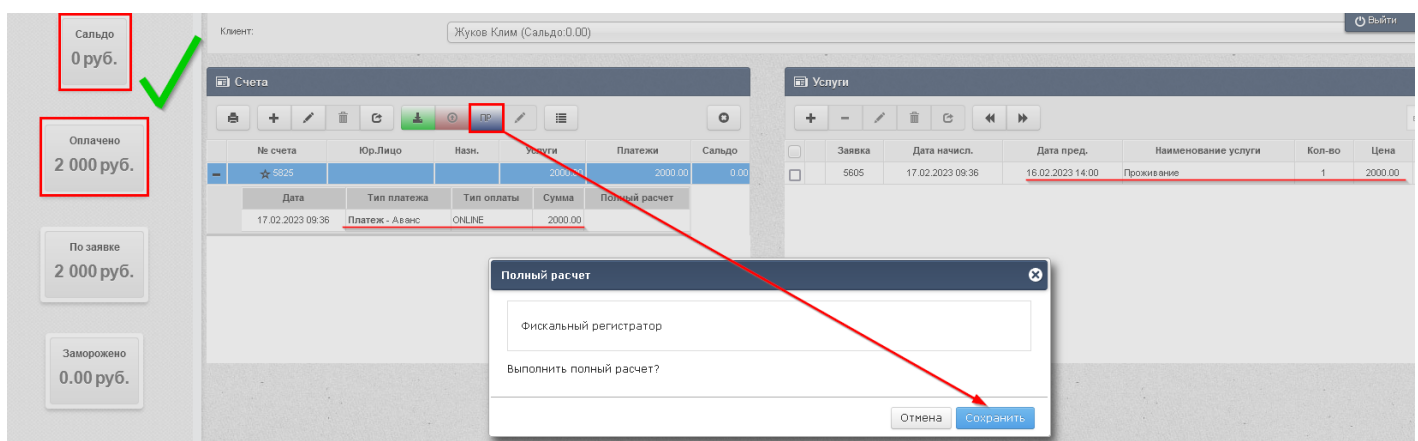 Сальдо
0 руб.
Оплачено
2 000 руб.
По заявке
2 000 руб.
Заморожено
0.00 руб.
Клиент:
Жуков Клим (Сальдо:0.00)
Выйти
Счета
ПР
№ счета Юр.Лицо Назн. Услуги Платежи Сальдо
5825 2000.00 2000.00 0.00
Дата Тип платежа Тип оплаты Сумма Полный расчет
17.02.2023 09:36 Платеж - Аванс ONLINE 2000.00
Услуги
Заявка Дата начисл. Дата пред. Наименование услуги Кол-во Цена
5605 17.02.2023 09:36 16.02.2023 14:00 Проживание 1 2000.00
Полный расчет
Фискальный регистратор
Выполнить полный расчет?
Отмена Сохранить